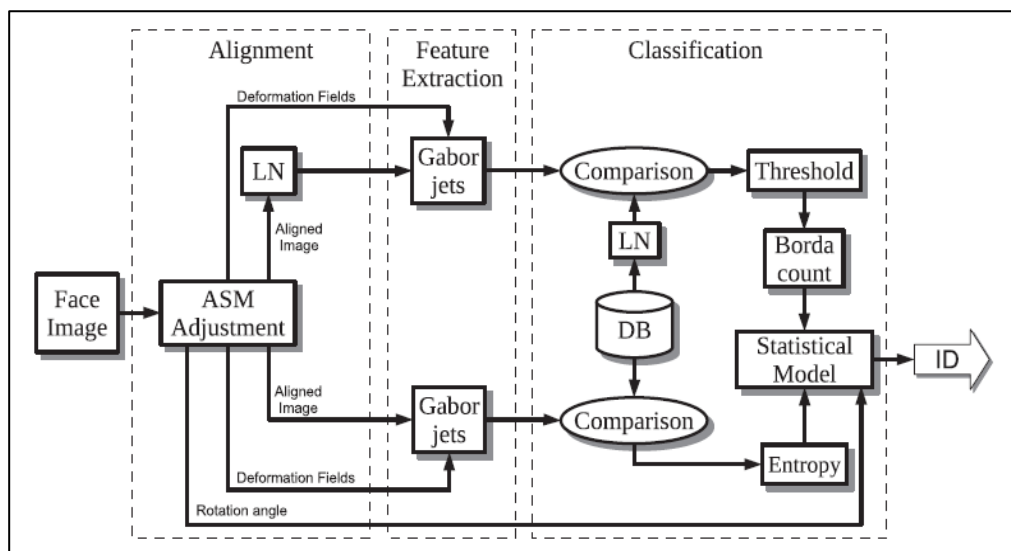 Alignment
Feature
Extraction
Classification
Deformation Fields
LN
Gabor
jets
Comparison
Threshold
Aligned
Image
LN
Borda
count
Face
Image
ASM
Adjustment
DB
Statistical
Model
ID
Aligned
Image
Gabor
jets
Comparison
Deformation Fields
Entropy
Rotation angle